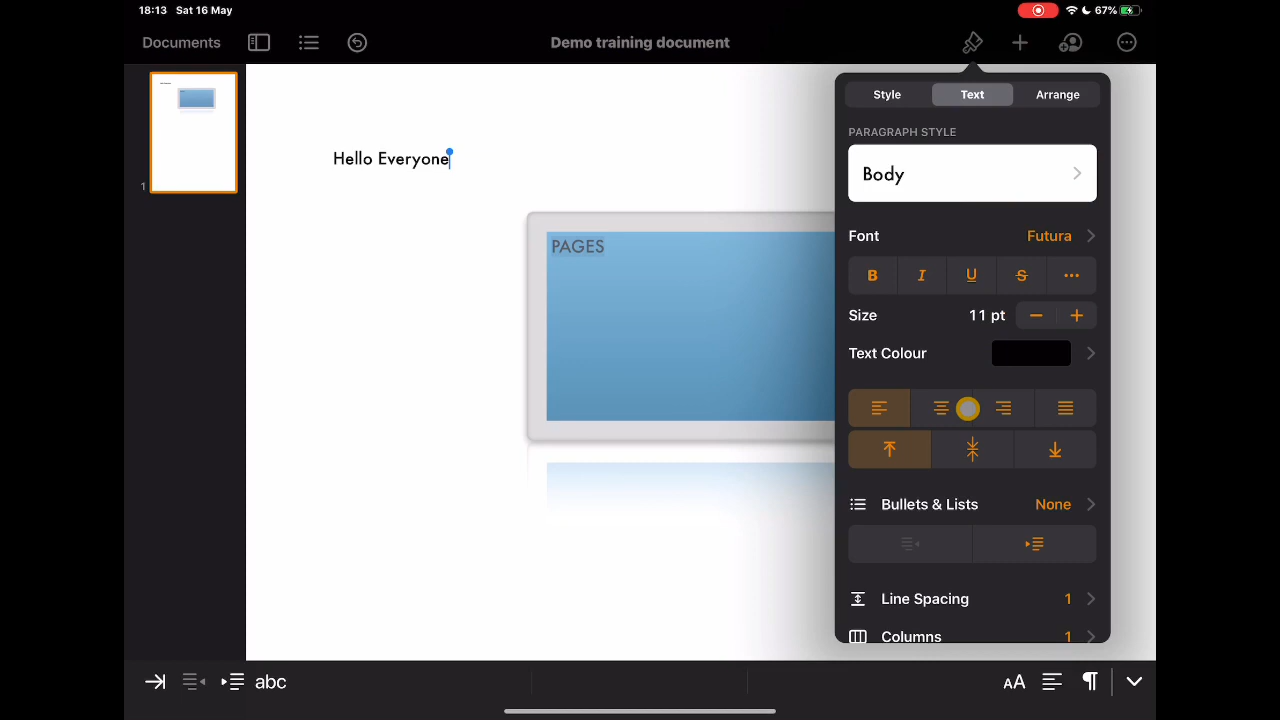 18:13 Sat 16 May 67%
Documents Demo training document
Style Text Arrange
PARAGRAPH STYLE
Body
Hello Everyone
Font Futura
PAGES
B I U S
Size 11 pt
Text Colour
Bullets & Lists None
Line Spacing 1
Columns 1
1
abc AA